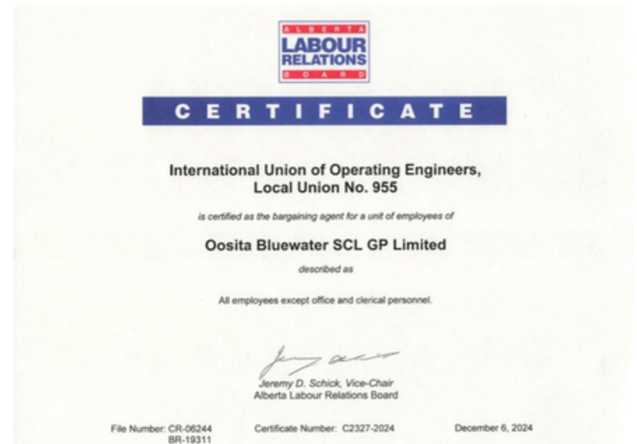 ALBERTA
LABOUR
RELATIONS
BOARD
CERTIFICATE
International Union of Operating Engineers,
Local Union No. 955
is certified as the bargaining agent for a unit of employees of
Oosita Bluewater SCL GP Limited
described as
All employees except office and clerical personnel.
Jeremy D. Schick, Vice-Chair
Alberta Labour Relations Board
File Number: CR-06244 Certificate Number: C2327-2024 December 6, 2024
BR-19311